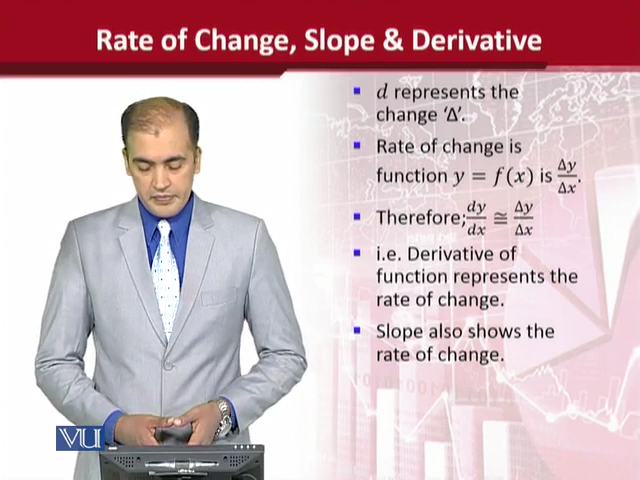 Rate of Change, Slope & Derivative
▪ d represents the
change ‘Δ’.
▪ Rate of change is
function y = f(x) is Δy/Δx.
▪ Therefore; dy/dx ≅ Δy/Δx
▪ i.e. Derivative of
function represents the
rate of change.
▪ Slope also shows the
rate of change.
VU